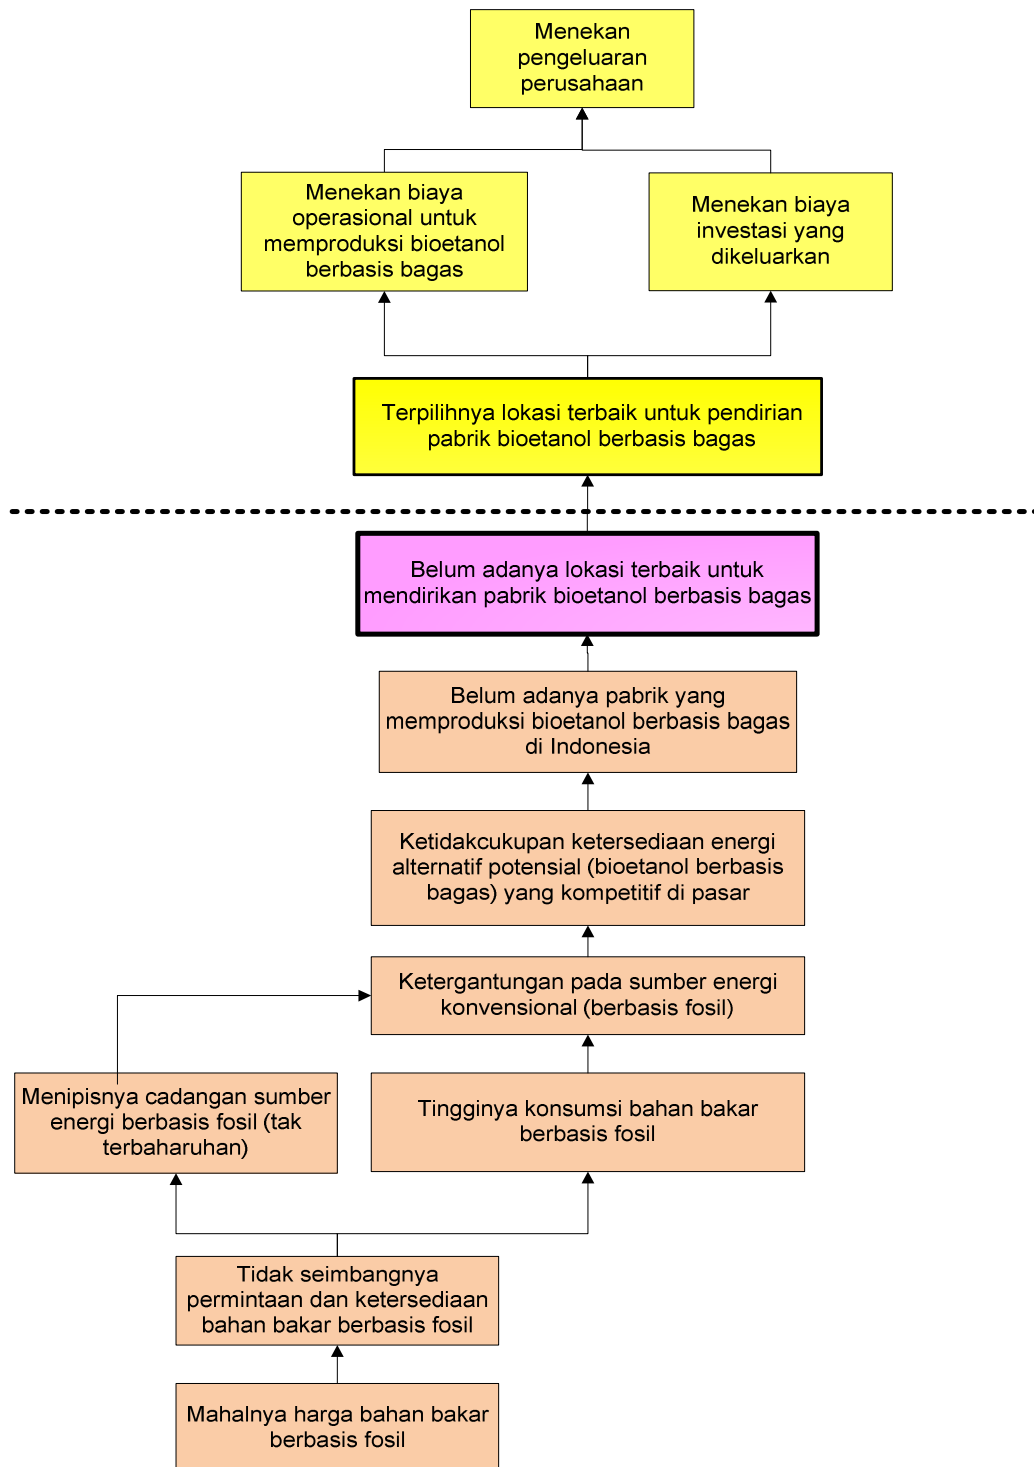 Menekan
pengeluaran
perusahaan
Menekan biaya
operasional untuk
memproduksi bioetanol
berbasis bagas
Menekan biaya
investasi yang
dikeluarkan
Terpilihnya lokasi terbaik untuk pendirian
pabrik bioetanol berbasis bagas
Belum adanya lokasi terbaik untuk
mendirikan pabrik bioetanol berbasis bagas
Belum adanya pabrik yang
memproduksi bioetanol berbasis bagas
di Indonesia
Ketidakcukupan ketersediaan energi
alternatif potensial (bioetanol berbasis
bagas) yang kompetitif di pasar
Ketergantungan pada sumber energi
konvensional (berbasis fosil)
Menipisnya cadangan sumber
energi berbasis fosil (tak
terbaharuhan)
Tingginya konsumsi bahan bakar
berbasis fosil
Tidak seimbangnya
permintaan dan ketersediaan
bahan bakar berbasis fosil
Mahalnya harga bahan bakar
berbasis fosil